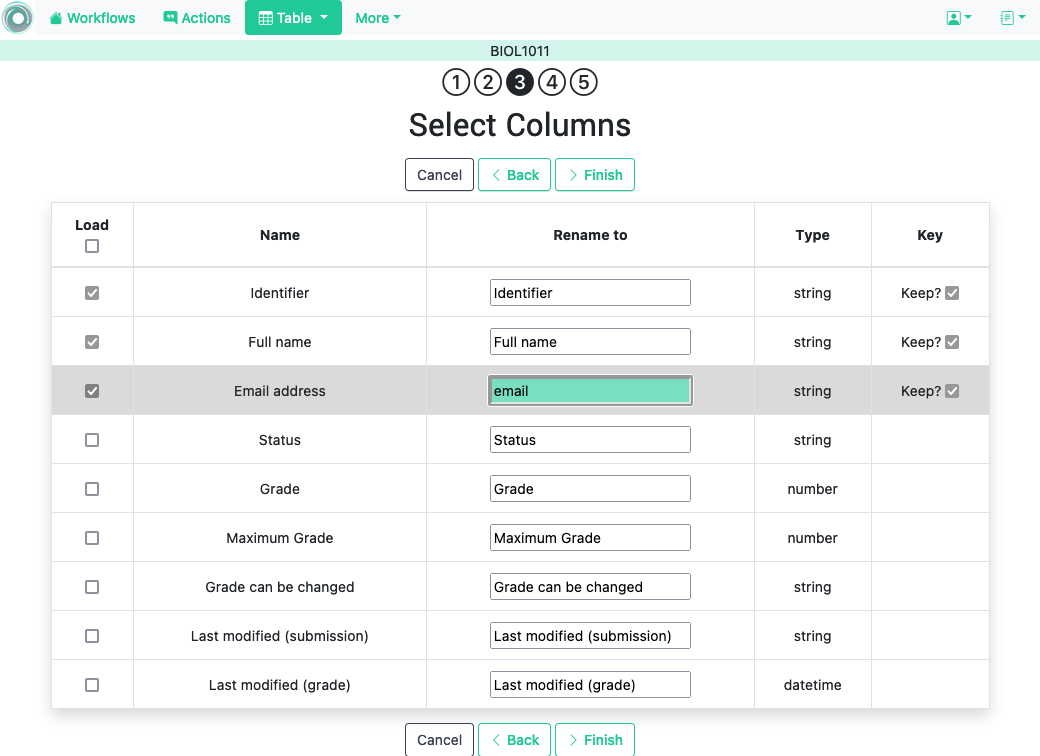 Workflows Actions Table More
BIOL1011
1 2 3 4 5
Select Columns
Cancel Back Finish
Load Name Rename to Type Key
Identifier Identifier string Keep?
Full name Full name string Keep?
Email address email string Keep?
Status Status string
Grade Grade number
Maximum Grade Maximum Grade number
Grade can be changed Grade can be changed string
Last modified (submission) Last modified (submission) string
Last modified (grade) Last modified (grade) datetime
Cancel Back Finish